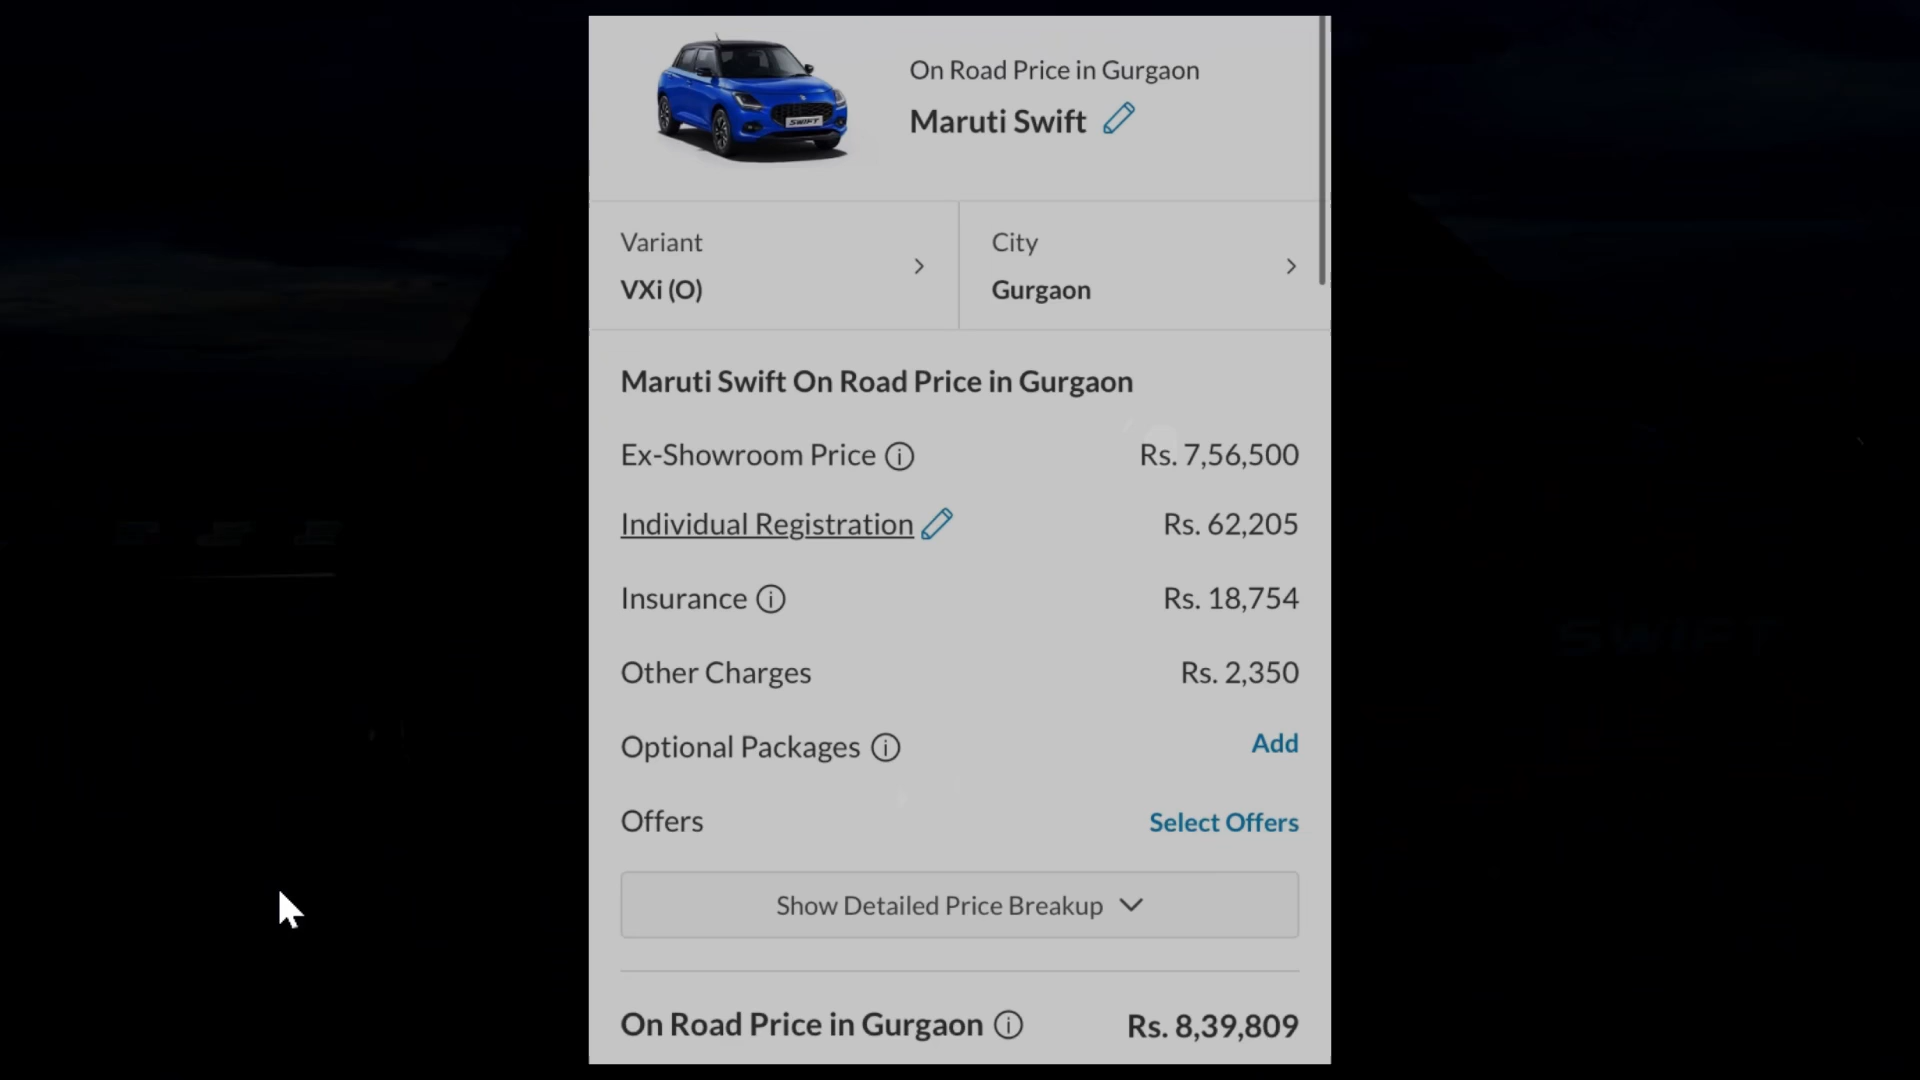 On Road Price in Gurgaon
Maruti Swift
SWIFT
Variant
VXi (O)
City
Gurgaon
Maruti Swift On Road Price in Gurgaon
Ex-Showroom Price Rs. 7,56,500
Individual Registration Rs. 62,205
Insurance Rs. 18,754
Other Charges Rs. 2,350
Optional Packages Add
Offers Select Offers
Show Detailed Price Breakup
On Road Price in Gurgaon Rs. 8,39,809
SWIFT